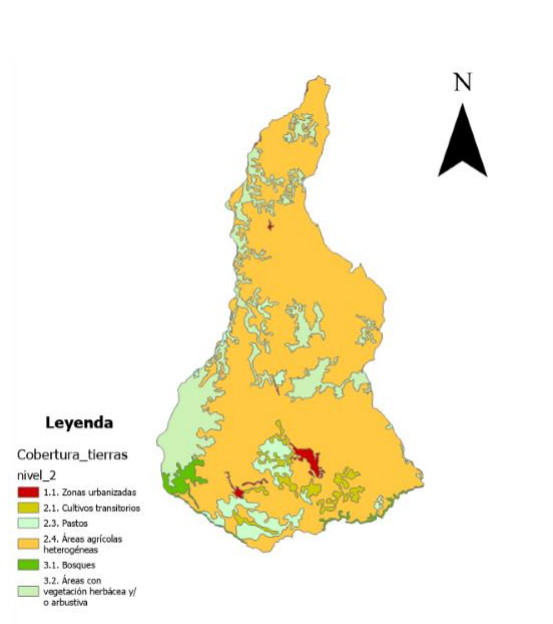 N
Leyenda
Cobertura_tierras
nivel_2
1.1. Zonas urbanizadas
2.1. Cultivos transitorios
2.3. Pastos
2.4. Áreas agrícolas
heterogéneas
3.1. Bosques
3.2. Áreas con
vegetación herbácea y/
o arbustiva